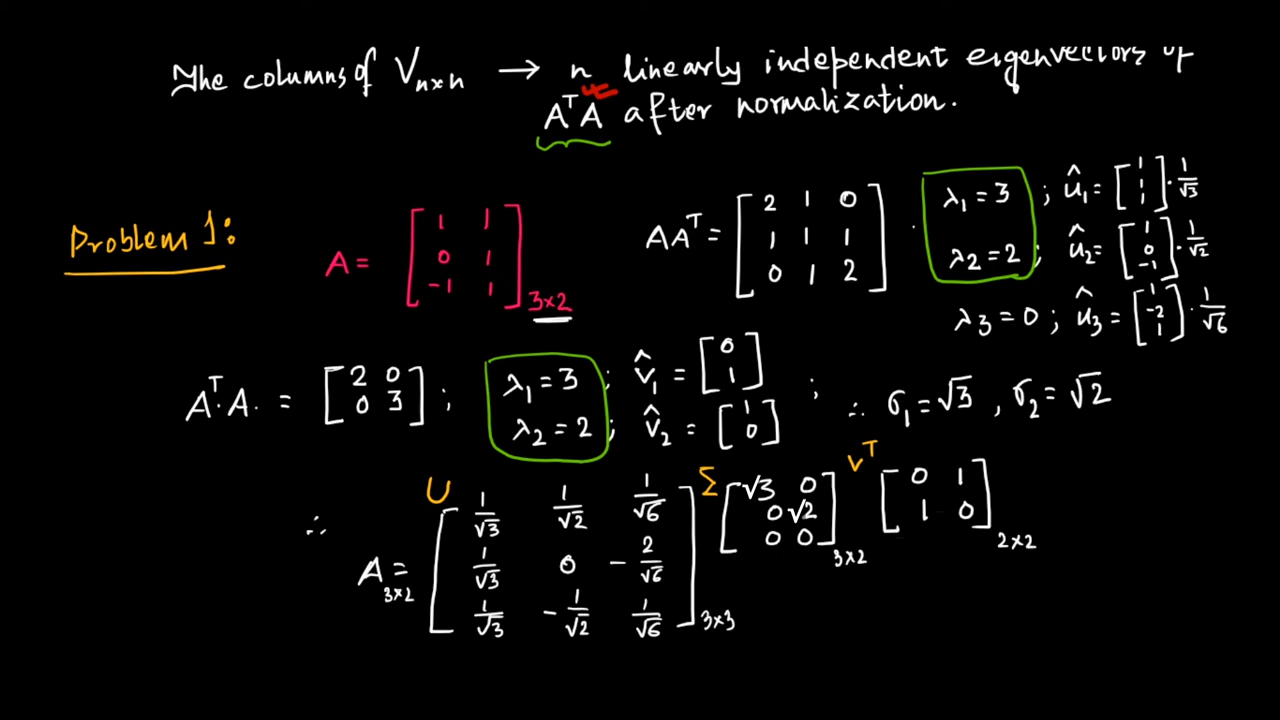 The columns of Vₙₓₙ → n linearly independent eigenvectors of
AᵀA after normalization.
Problem 1:
A = [1 1; 0 1; -1 1] 3×2
AAᵀ = [2 1 0; 1 1 1; 0 1 2] . λ₁ = 3 ; û₁ = [1; 1; 1] · 1/√3
λ₂ = 2 ; û₂ = [1; 0; -1] · 1/√2
λ₃ = 0 ; û₃ = [1; -2; 1] · 1/√6
Aᵀ.A. = [2 0; 0 3] ; λ₁ = 3 ; v̂₁ = [0; 1]
λ₂ = 2 ; v̂₂ = [1; 0] ; ∴ σ₁ = √3 , σ₂ = √2
U Σ Vᵀ
∴ A 3×2 = [1/√3 1/√2 1/√6; 1/√3 0 -2/√6; 1/√3 -1/√2 1/√6] 3×3 [√3 0; 0 √2; 0 0] 3×2 [0 1; 1 0] 2×2